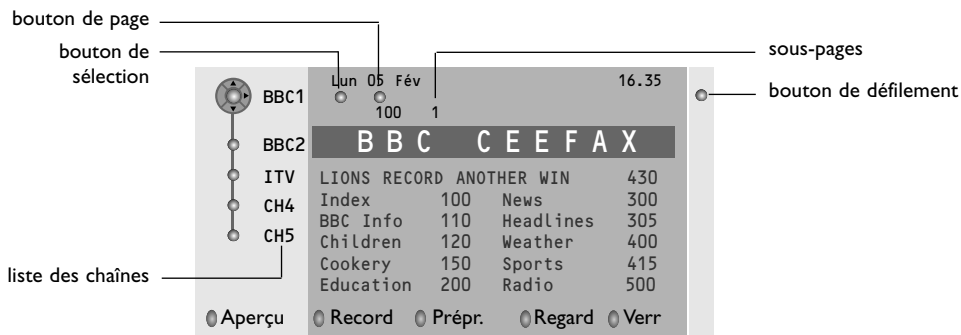 bouton de page
bouton de
sélection
sous-pages
bouton de défilement
liste des chaînes
Lun 05 Fév 16.35
BBC1
100 1
BBC2
BBC CEEFAX
ITV
LIONS RECORD ANOTHER WIN 430
CH4
Index 100 News 300
BBC Info 110 Headlines 305
CH5
Children 120 Weather 400
Cookery 150 Sports 415
Education 200 Radio 500
Aperçu Record Prépr. Regard Verr